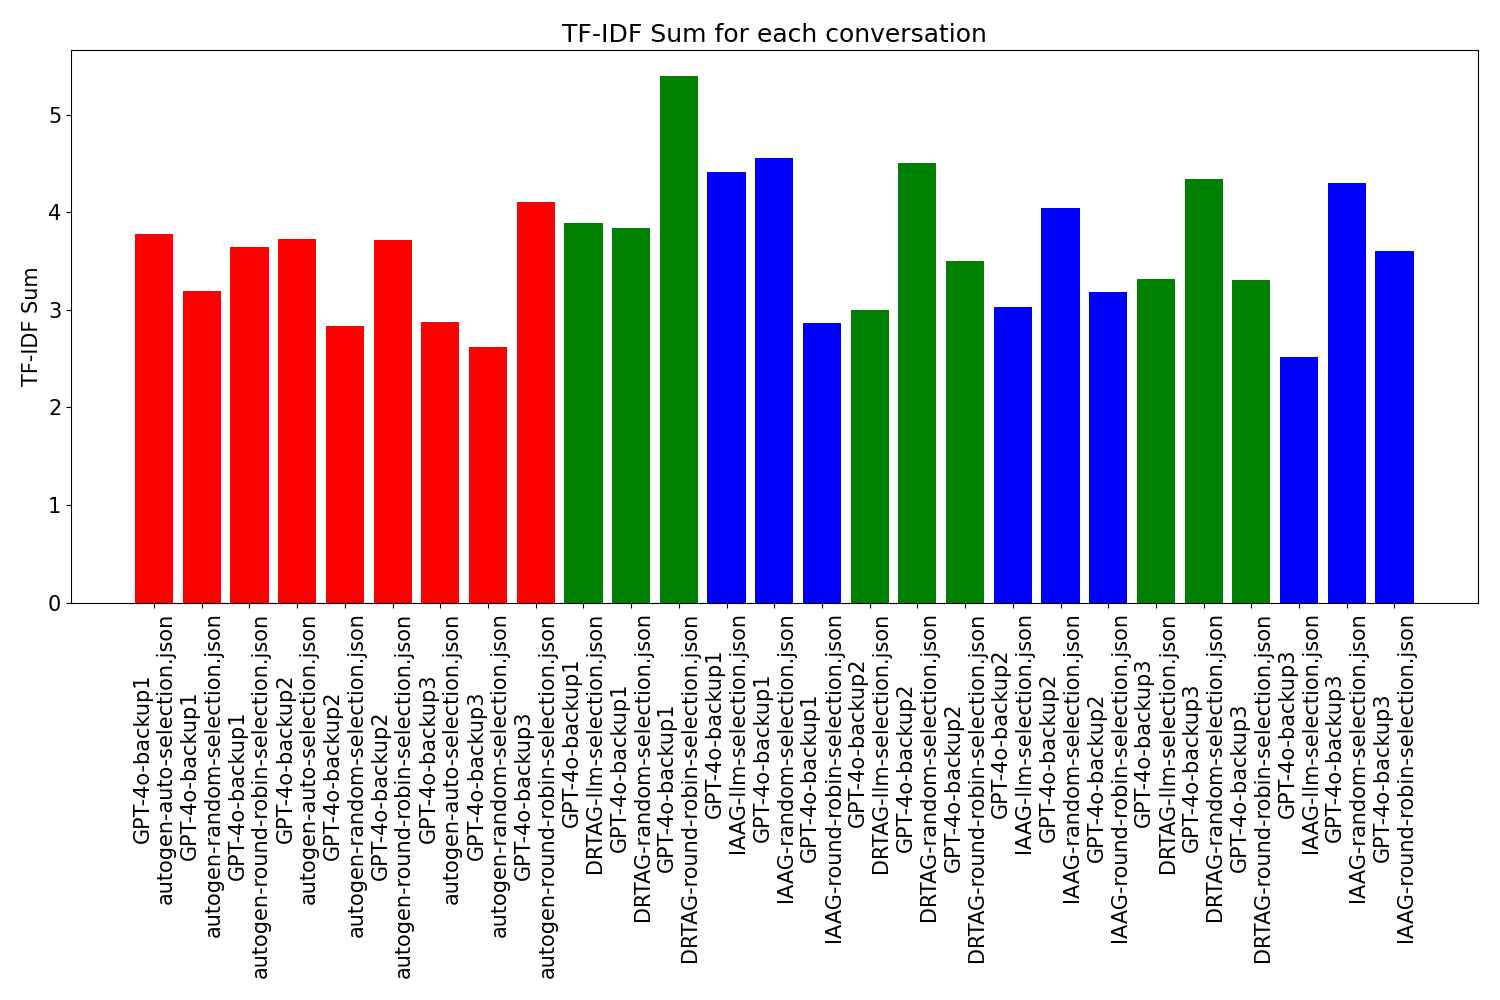 TF-IDF Sum for each conversation
TF-IDF Sum
5
4
3
2
1
0
GPT-4o-backup1
autogen-auto-selection.json
GPT-4o-backup1
autogen-random-selection.json
GPT-4o-backup1
autogen-round-robin-selection.json
GPT-4o-backup2
autogen-auto-selection.json
GPT-4o-backup2
autogen-random-selection.json
GPT-4o-backup2
autogen-round-robin-selection.json
GPT-4o-backup3
autogen-auto-selection.json
GPT-4o-backup3
autogen-random-selection.json
GPT-4o-backup3
autogen-round-robin-selection.json
GPT-4o-backup1
DRTAG-llm-selection.json
GPT-4o-backup1
DRTAG-random-selection.json
GPT-4o-backup1
DRTAG-round-robin-selection.json
GPT-4o-backup1
IAAG-llm-selection.json
GPT-4o-backup1
IAAG-random-selection.json
GPT-4o-backup1
IAAG-round-robin-selection.json
GPT-4o-backup2
DRTAG-llm-selection.json
GPT-4o-backup2
DRTAG-random-selection.json
GPT-4o-backup2
DRTAG-round-robin-selection.json
GPT-4o-backup2
IAAG-llm-selection.json
GPT-4o-backup2
IAAG-random-selection.json
GPT-4o-backup2
IAAG-round-robin-selection.json
GPT-4o-backup3
DRTAG-llm-selection.json
GPT-4o-backup3
DRTAG-random-selection.json
GPT-4o-backup3
DRTAG-round-robin-selection.json
GPT-4o-backup3
IAAG-llm-selection.json
GPT-4o-backup3
IAAG-random-selection.json
GPT-4o-backup3
IAAG-round-robin-selection.json